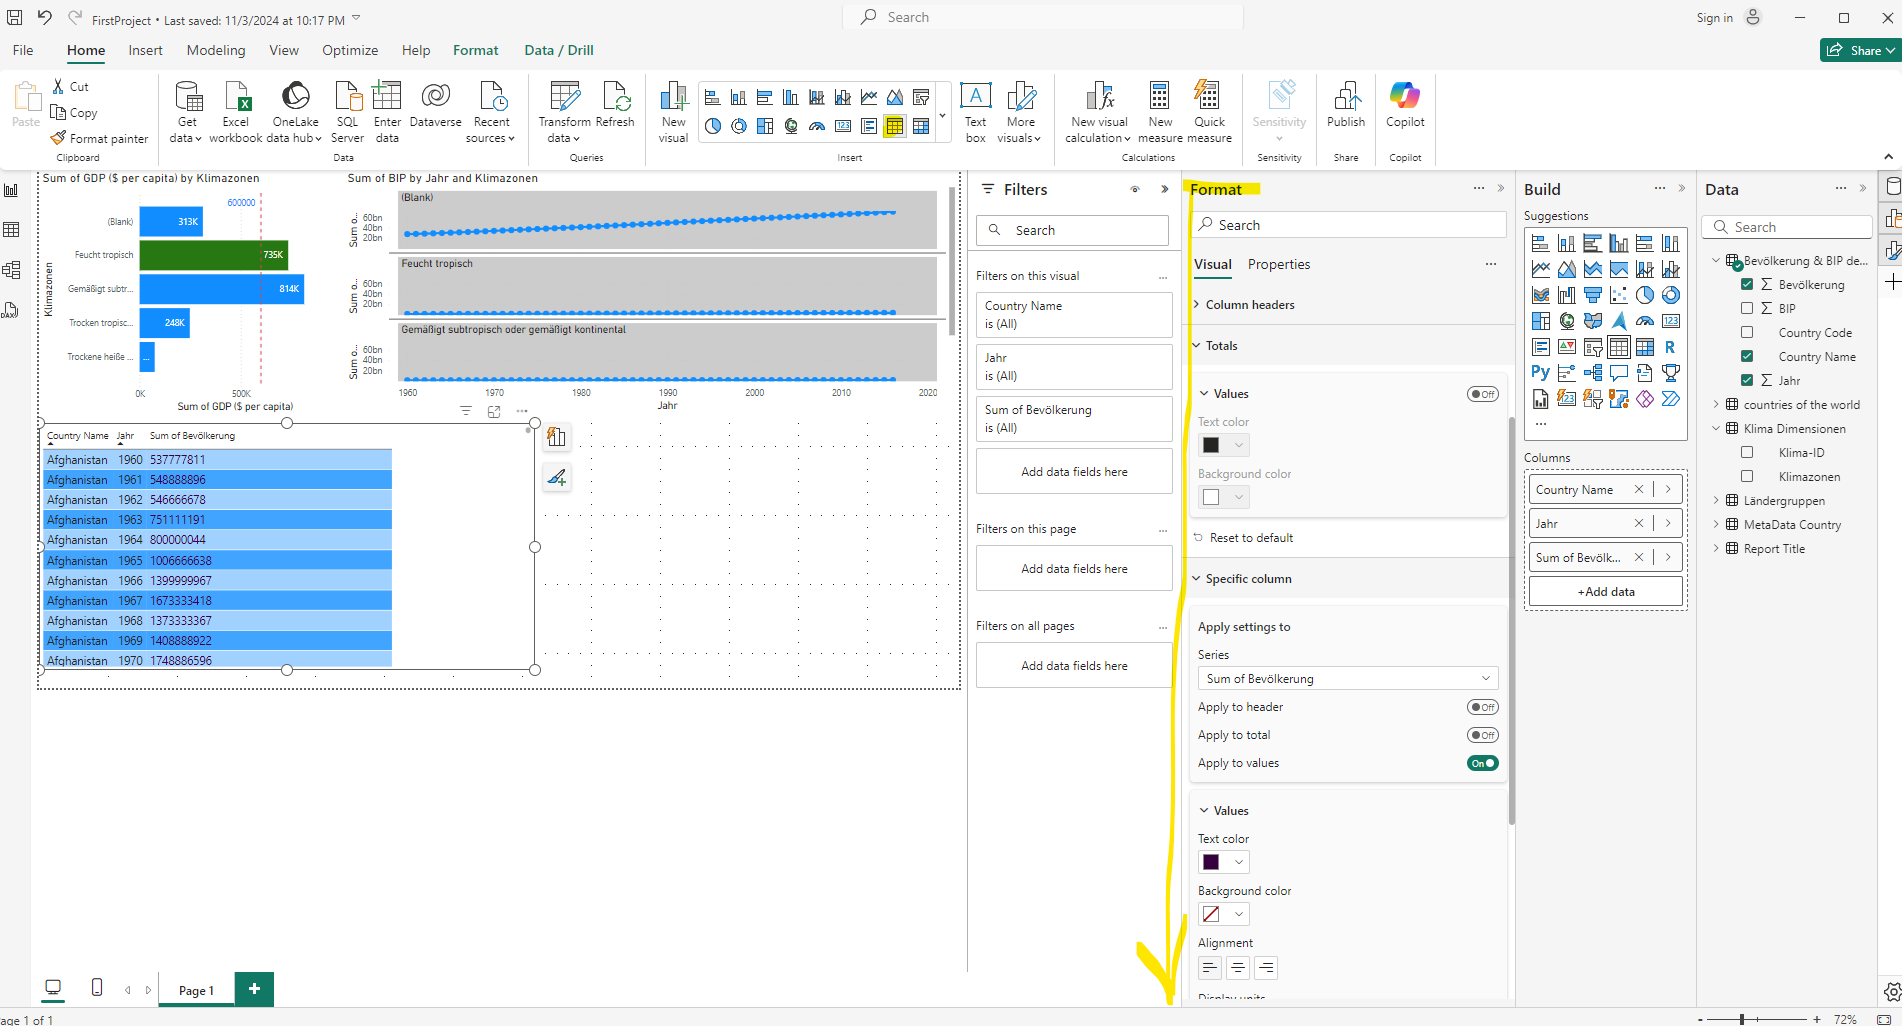 FirstProject • Last saved: 11/3/2024 at 10:17 PM
Search
Sign in
File
Home
Insert
Modeling
View
Optimize
Help
Format
Data / Drill
Share
Paste
Cut
Copy
Format painter
Clipboard
Get data
Excel workbook
OneLake data hub
SQL Server
Enter data
Dataverse
Recent sources
Data
Transform data
Refresh
Queries
New visual
Text box
More visuals
Insert
New visual calculation
New measure
Quick measure
Calculations
Sensitivity
Sensitivity
Publish
Share
Copilot
Copilot
Sum of GDP ($ per capita) by Klimazonen
600000
Klimazonen
(Blank) 313K
Feucht tropisch 735K
Gemäßigt subtr... 814K
Trocken tropisc... 248K
Trockene heiße ... ...
0K 500K
Sum of GDP ($ per capita)
Sum of BIP by Jahr and Klimazonen
(Blank)
Sum o...
60bn
40bn
20bn
Feucht tropisch
Sum o...
60bn
40bn
20bn
Gemäßigt subtropisch oder gemäßigt kontinental
Sum o...
60bn
40bn
20bn
1960 1970 1980 1990 2000 2010 2020
Jahr
Country Name Jahr Sum of Bevölkerung
Afghanistan 1960 537777811
Afghanistan 1961 548888896
Afghanistan 1962 546666678
Afghanistan 1963 751111191
Afghanistan 1964 800000044
Afghanistan 1965 1006666638
Afghanistan 1966 1399999967
Afghanistan 1967 1673333418
Afghanistan 1968 1373333367
Afghanistan 1969 1408888922
Afghanistan 1970 1748886596
Filters
Search
Filters on this visual ...
Country Name
is (All)
Jahr
is (All)
Sum of Bevölkerung
is (All)
Add data fields here
Filters on this page ...
Add data fields here
Filters on all pages ...
Add data fields here
Format
Search
Visual
Properties
Column headers
Totals
Values Off
Text color
Background color
Reset to default
Specific column
Apply settings to
Series
Sum of Bevölkerung
Apply to header Off
Apply to total Off
Apply to values On
Values
Text color
Background color
Alignment
Display units
Build
Suggestions
123
R
Py
...
Columns
Country Name
Jahr
Sum of Bevölk...
+Add data
Data
Search
Bevölkerung & BIP de...
Bevölkerung
BIP
Country Code
Country Name
Jahr
countries of the world
Klima Dimensionen
Klima-ID
Klimazonen
Ländergruppen
MetaData Country
Report Title
DAX
Page 1
+
age 1 of 1
- + 72%